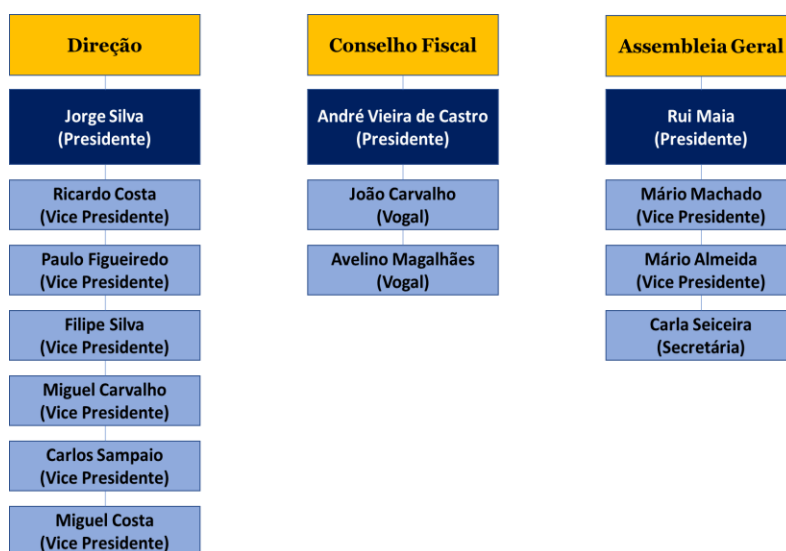 Direção
Jorge Silva
(Presidente)
Ricardo Costa
(Vice Presidente)
Paulo Figueiredo
(Vice Presidente)
Filipe Silva
(Vice Presidente)
Miguel Carvalho
(Vice Presidente)
Carlos Sampaio
(Vice Presidente)
Miguel Costa
(Vice Presidente)
Conselho Fiscal
André Vieira de Castro
(Presidente)
João Carvalho
(Vogal)
Avelino Magalhães
(Vogal)
Assembleia Geral
Rui Maia
(Presidente)
Mário Machado
(Vice Presidente)
Mário Almeida
(Vice Presidente)
Carla Seiceira
(Secretária)